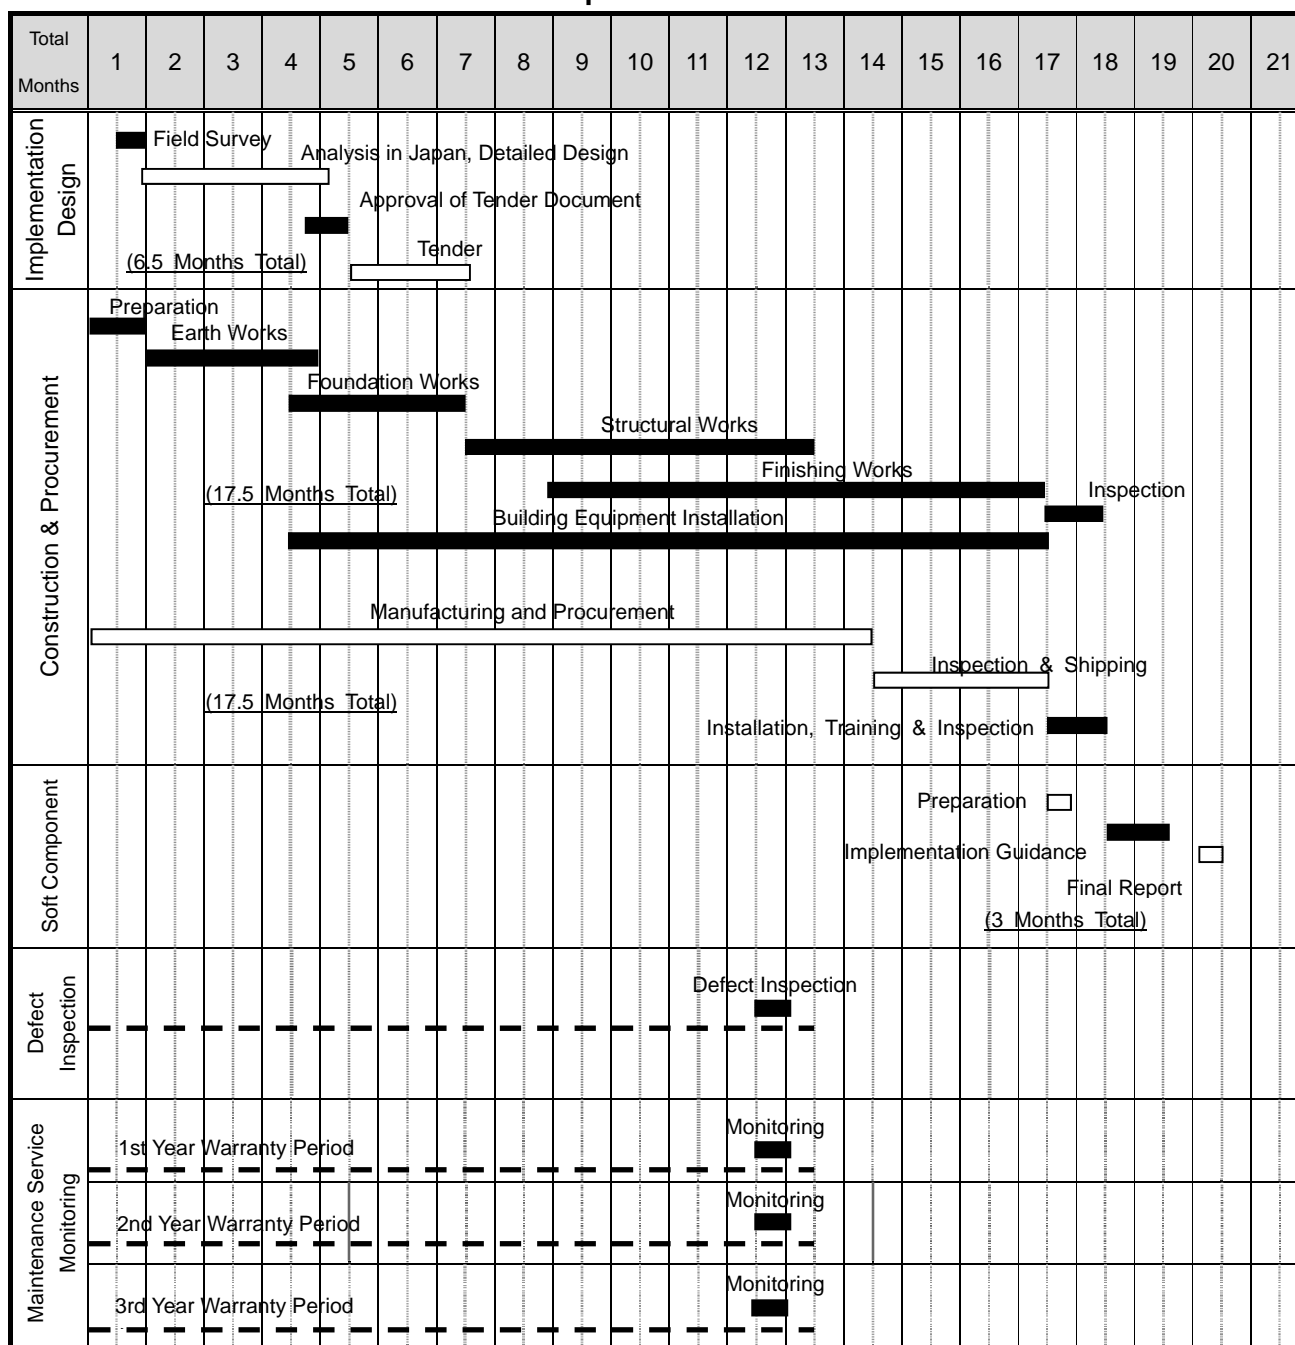 Total
Months
1 2 3 4 5 6 7 8 9 10 11 12 13 14 15 16 17 18 19 20 21
Implementation
Design
Field Survey
Analysis in Japan, Detailed Design
Approval of Tender Document
Tender
(6.5 Months Total)
Construction & Procurement
Preparation
Earth Works
Foundation Works
Structural Works
Finishing Works
(17.5 Months Total)
Inspection
Building Equipment Installation
Manufacturing and Procurement
Inspection & Shipping
(17.5 Months Total)
Installation, Training & Inspection
Soft Component
Preparation
Implementation Guidance
Final Report
(3 Months Total)
Defect
Inspection
Defect Inspection
Maintenance Service
Monitoring
Monitoring
1st Year Warranty Period
Monitoring
2nd Year Warranty Period
Monitoring
3rd Year Warranty Period